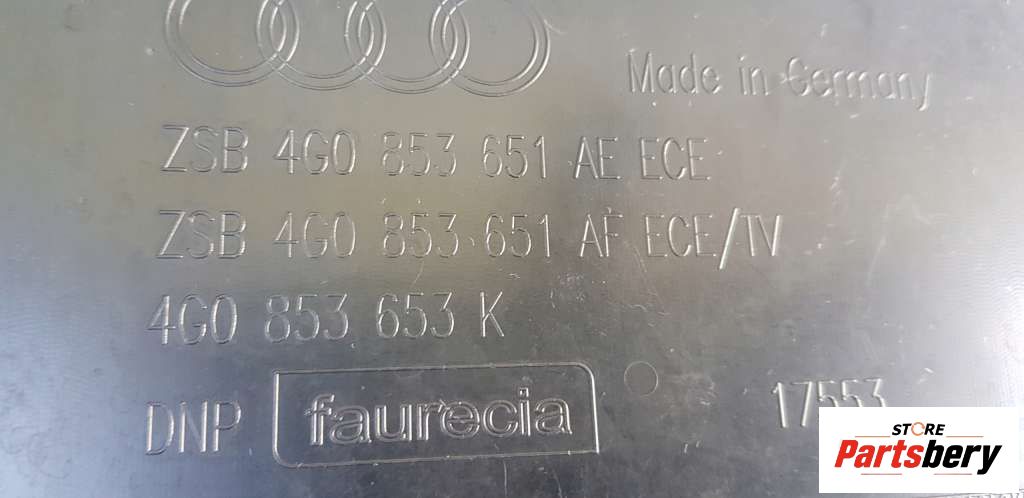 Made in Germany
ZSB 4G0 853 651 AE ECE
ZSB 4G0 853 651 AF ECE/TV
4G0 853 653 K
DNP faurecia 17553
STORE
Partsbery